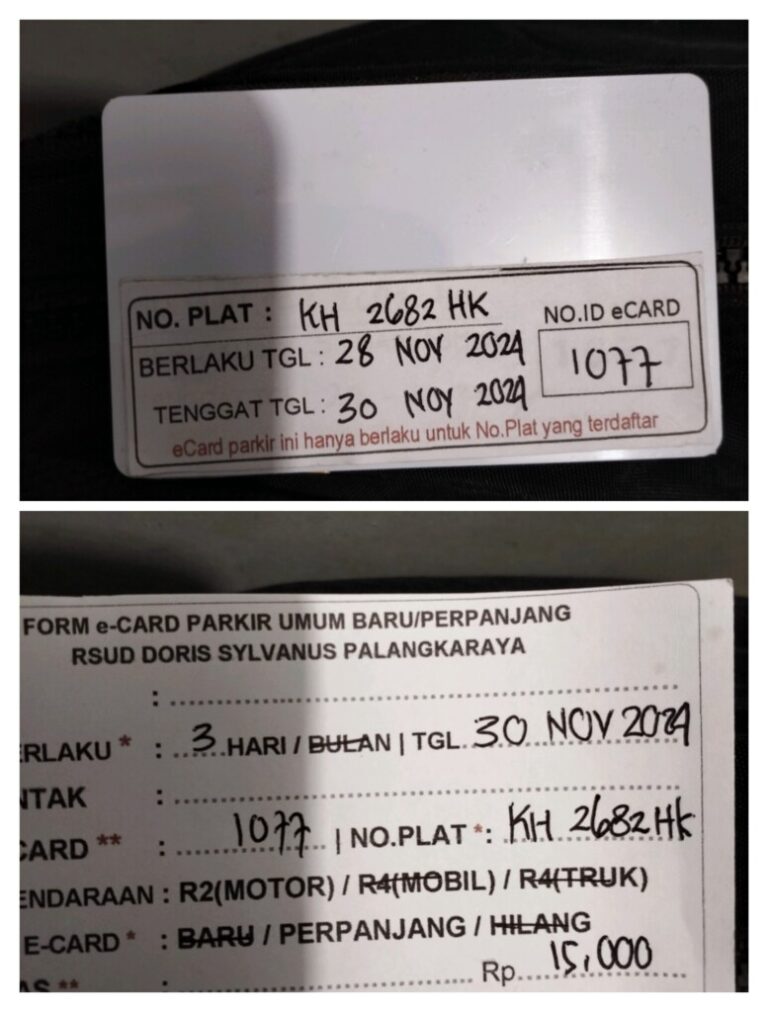 NO. PLAT : KH 2682 HK
NO.ID eCARD
BERLAKU TGL : 28 NOV 2024
1077
TENGGAT TGL : 30 NOV 2024
eCard parkir ini hanya berlaku untuk No.Plat yang terdaftar
FORM e-CARD PARKIR UMUM BARU/PERPANJANG
RSUD DORIS SYLVANUS PALANGKARAYA
:
ERLAKU * : 3 HARI / BULAN | TGL. 30 NOV 2024
NTAK :
CARD ** : 1077 | NO.PLAT *: KH 2682 HK
ENDARAAN : R2(MOTOR) / R4(MOBIL) / R4(TRUK)
E-CARD * : BARU / PERPANJANG / HILANG
AS ** : Rp. 15,000